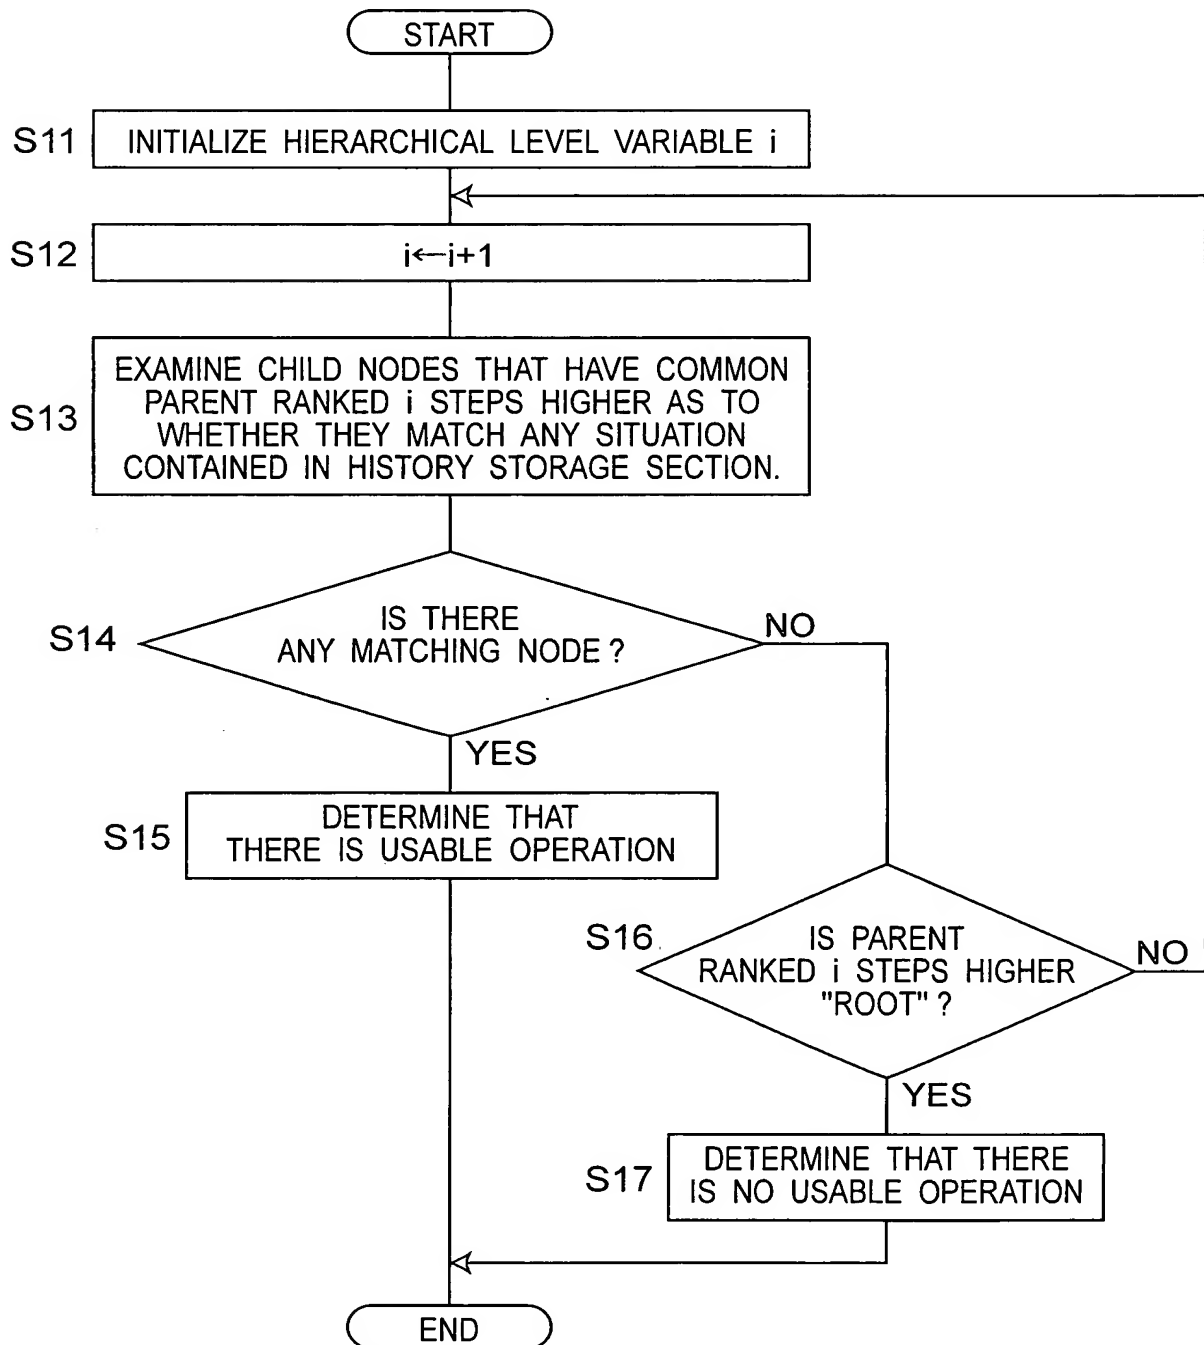 START
S11
INITIALIZE HIERARCHICAL LEVEL VARIABLE i
S12
i←i+1
S13
EXAMINE CHILD NODES THAT HAVE COMMON
PARENT RANKED i STEPS HIGHER AS TO
WHETHER THEY MATCH ANY SITUATION
CONTAINED IN HISTORY STORAGE SECTION.
S14
IS THERE
ANY MATCHING NODE?
NO
YES
S15
DETERMINE THAT
THERE IS USABLE OPERATION
S16
IS PARENT
RANKED i STEPS HIGHER
"ROOT"?
NO
YES
S17
DETERMINE THAT THERE
IS NO USABLE OPERATION
END